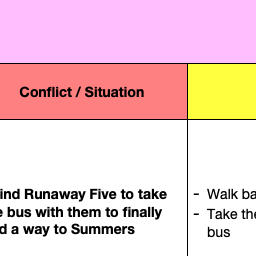 Conflict / Situation
ind Runaway Five to take
bus with them to finally
d a way to Summers
- Walk ba
- Take the
bus